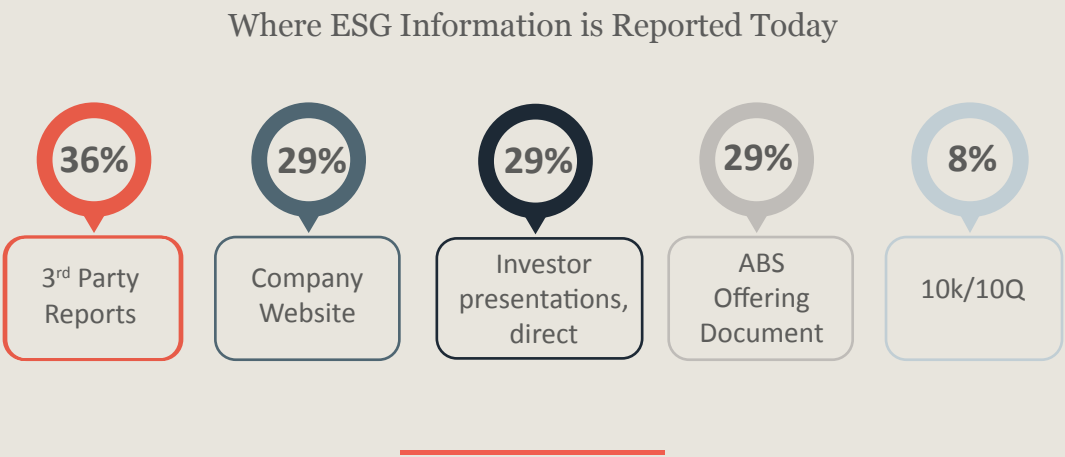 Where ESG Information is Reported Today
36%
29%
29%
29%
8%
3rd Party
Reports
Company
Website
Investor
presentations,
direct
ABS
Offering
Document
10k/10Q